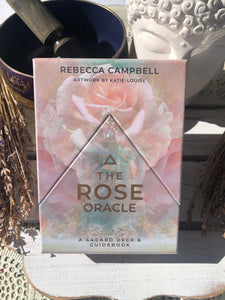 REBECCA CAMPBELL
ARTWORK BY KATIE-LOUISE
THE
ROSE
ORACLE
A 44 CARD DECK &
GUIDEBOOK